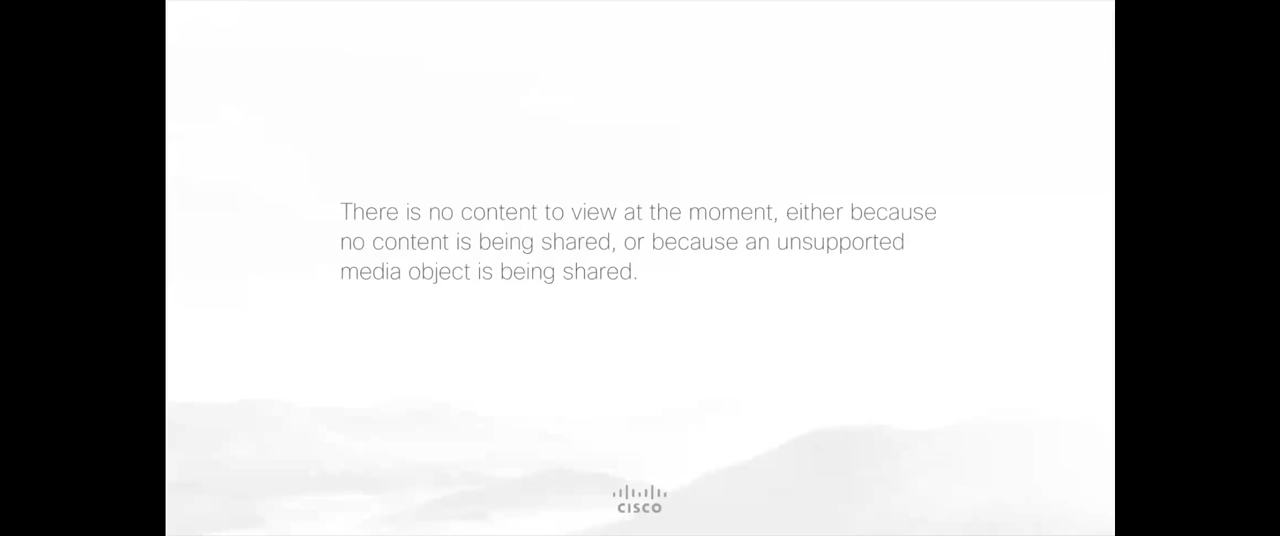 There is no content to view at the moment, either because
no content is being shared, or because an unsupported
media object is being shared.
CISCO